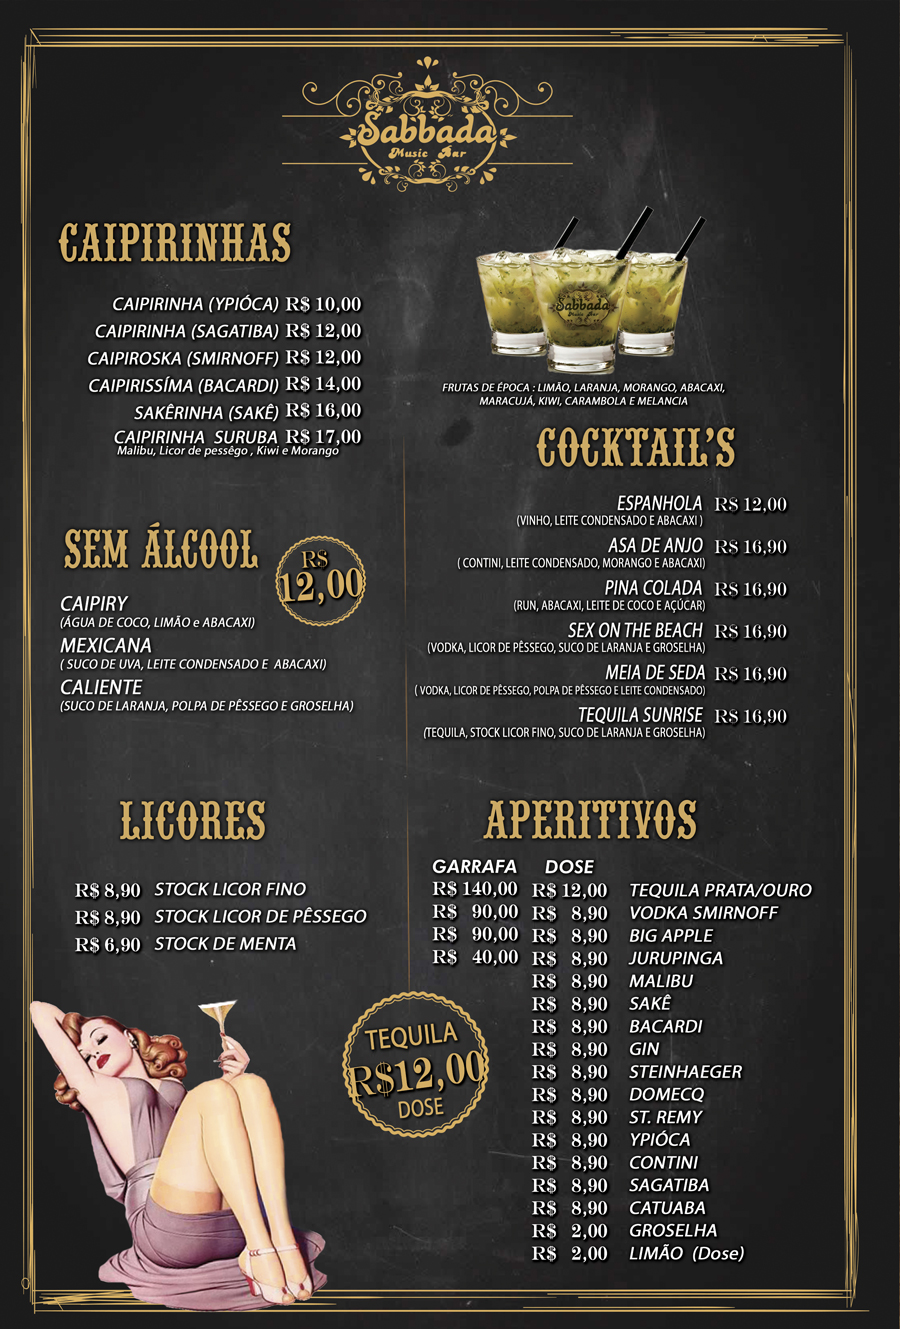 Sabbada
Music Bar
CAIPIRINHAS
CAIPIRINHA (YPIÓCA) R$ 10,00
CAIPIRINHA (SAGATIBA) R$ 12,00
CAIPIROSKA (SMIRNOFF) R$ 12,00
CAIPIRISSÍMA (BACARDI) R$ 14,00
SAKÊRINHA (SAKÊ) R$ 16,00
CAIPIRINHA SURUBA R$ 17,00
Malibu, Licor de pessêgo , Kiwi e Morango
Sabbada
Music Bar
FRUTAS DE ÉPOCA : LIMÃO, LARANJA, MORANGO, ABACAXI,
MARACUJÁ, KIWI, CARAMBOLA E MELANCIA
SEM ÁLCOOL
R$
12,00
CAIPIRY
(ÁGUA DE COCO, LIMÃO e ABACAXI)
MEXICANA
( SUCO DE UVA, LEITE CONDENSADO E ABACAXI)
CALIENTE
(SUCO DE LARANJA, POLPA DE PÊSSEGO E GROSELHA)
COCKTAIL'S
ESPANHOLA R$ 12,00
(VINHO, LEITE CONDENSADO E ABACAXI )
ASA DE ANJO R$ 16,90
( CONTINI, LEITE CONDENSADO, MORANGO E ABACAXI)
PINA COLADA R$ 16,90
(RUN, ABACAXI, LEITE DE COCO E AÇÚCAR)
SEX ON THE BEACH R$ 16,90
(VODKA, LICOR DE PÊSSEGO, SUCO DE LARANJA E GROSELHA)
MEIA DE SEDA R$ 16,90
( VODKA, LICOR DE PÊSSEGO, POLPA DE PÊSSEGO E LEITE CONDENSADO)
TEQUILA SUNRISE R$ 16,90
(TEQUILA, STOCK LICOR FINO, SUCO DE LARANJA E GROSELHA)
LICORES
R$ 8,90 STOCK LICOR FINO
R$ 8,90 STOCK LICOR DE PÊSSEGO
R$ 6,90 STOCK DE MENTA
TEQUILA
R$12,00
DOSE
APERITIVOS
GARRAFA DOSE
R$ 140,00 R$ 12,00 TEQUILA PRATA/OURO
R$ 90,00 R$ 8,90 VODKA SMIRNOFF
R$ 90,00 R$ 8,90 BIG APPLE
R$ 40,00 R$ 8,90 JURUPINGA
R$ 8,90 MALIBU
R$ 8,90 SAKÊ
R$ 8,90 BACARDI
R$ 8,90 GIN
R$ 8,90 STEINHAEGER
R$ 8,90 DOMECQ
R$ 8,90 ST. REMY
R$ 8,90 YPIÓCA
R$ 8,90 CONTINI
R$ 8,90 SAGATIBA
R$ 8,90 CATUABA
R$ 2,00 GROSELHA
R$ 2,00 LIMÃO (Dose)